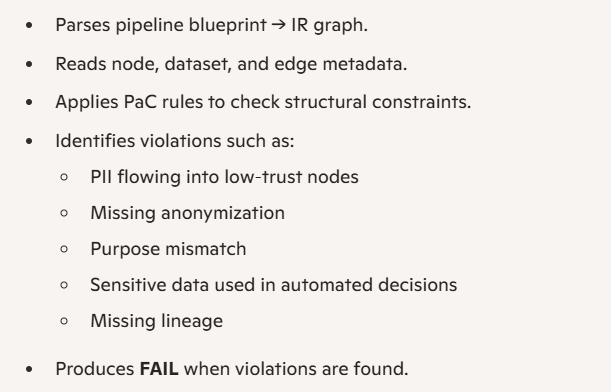 • Parses pipeline blueprint → IR graph.
• Reads node, dataset, and edge metadata.
• Applies PaC rules to check structural constraints.
• Identifies violations such as:
○ PII flowing into low-trust nodes
○ Missing anonymization
○ Purpose mismatch
○ Sensitive data used in automated decisions
○ Missing lineage
• Produces FAIL when violations are found.